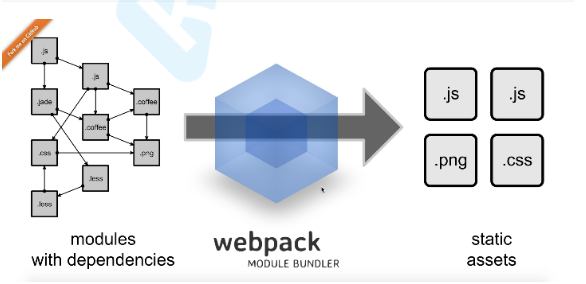 Fork me on GitHub
.js
.js
.jade
.coffee
.coffee
.css
.png
.less
.less
.js
.js
.png
.css
modules
with dependencies
webpack
MODULE BUNDLER
static
assets